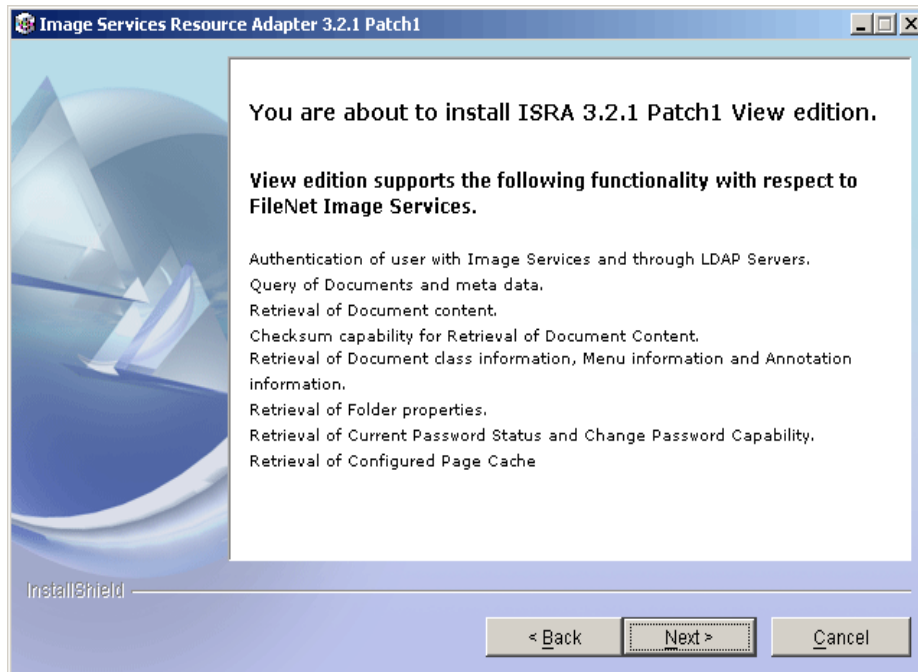 Image Services Resource Adapter 3.2.1 Patch1
You are about to install ISRA 3.2.1 Patch1 View edition.
View edition supports the following functionality with respect to
FileNet Image Services.
Authentication of user with Image Services and through LDAP Servers.
Query of Documents and meta data.
Retrieval of Document content.
Checksum capability for Retrieval of Document Content.
Retrieval of Document class information, Menu information and Annotation
information.
Retrieval of Folder properties.
Retrieval of Current Password Status and Change Password Capability.
Retrieval of Configured Page Cache
InstallShield
< Back
Next >
Cancel